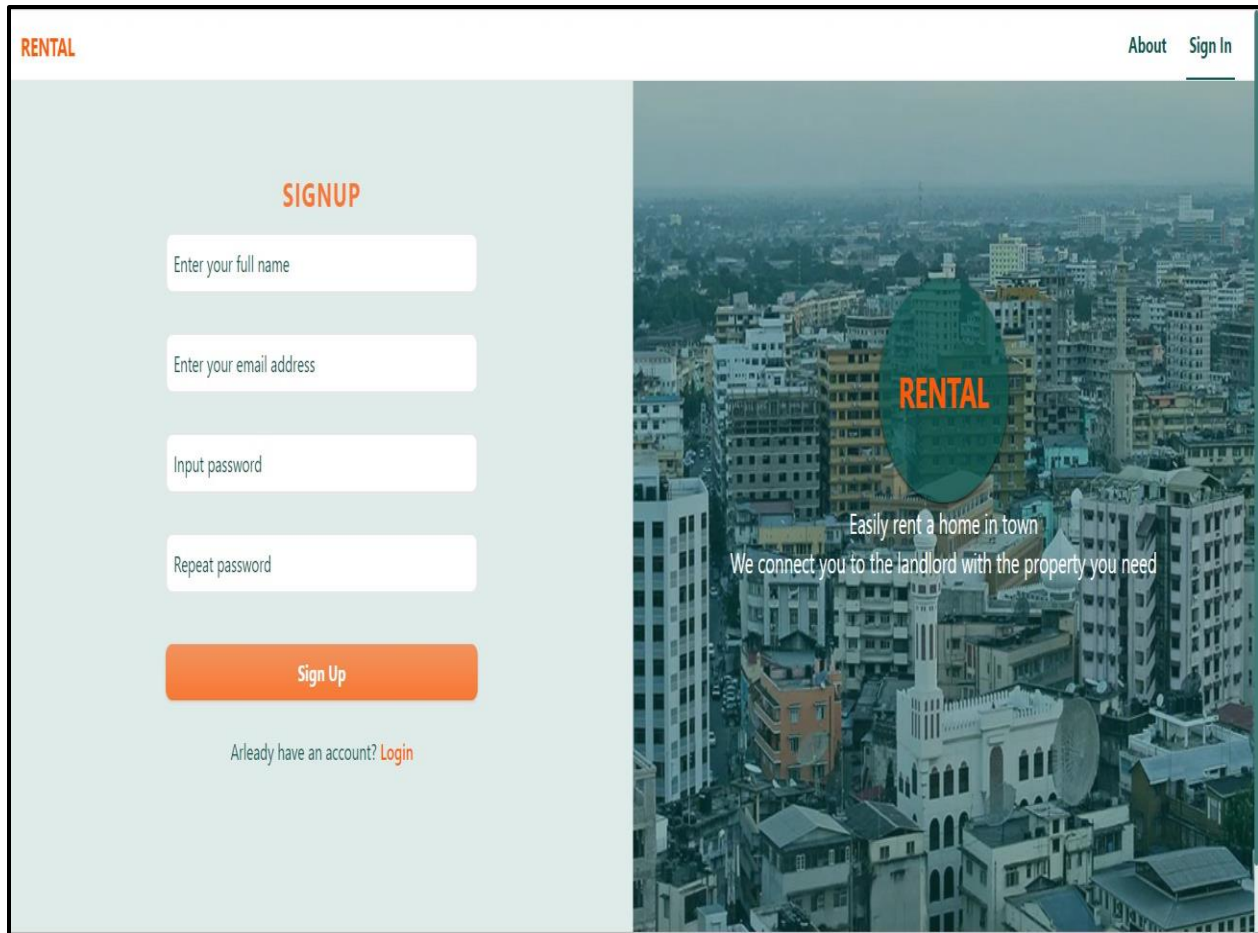 RENTAL
About Sign In
SIGNUP
Enter your full name
Enter your email address
Input password
Repeat password
Sign Up
Arleady have an account? Login
RENTAL
Easily rent a home in town
We connect you to the landlord with the property you need